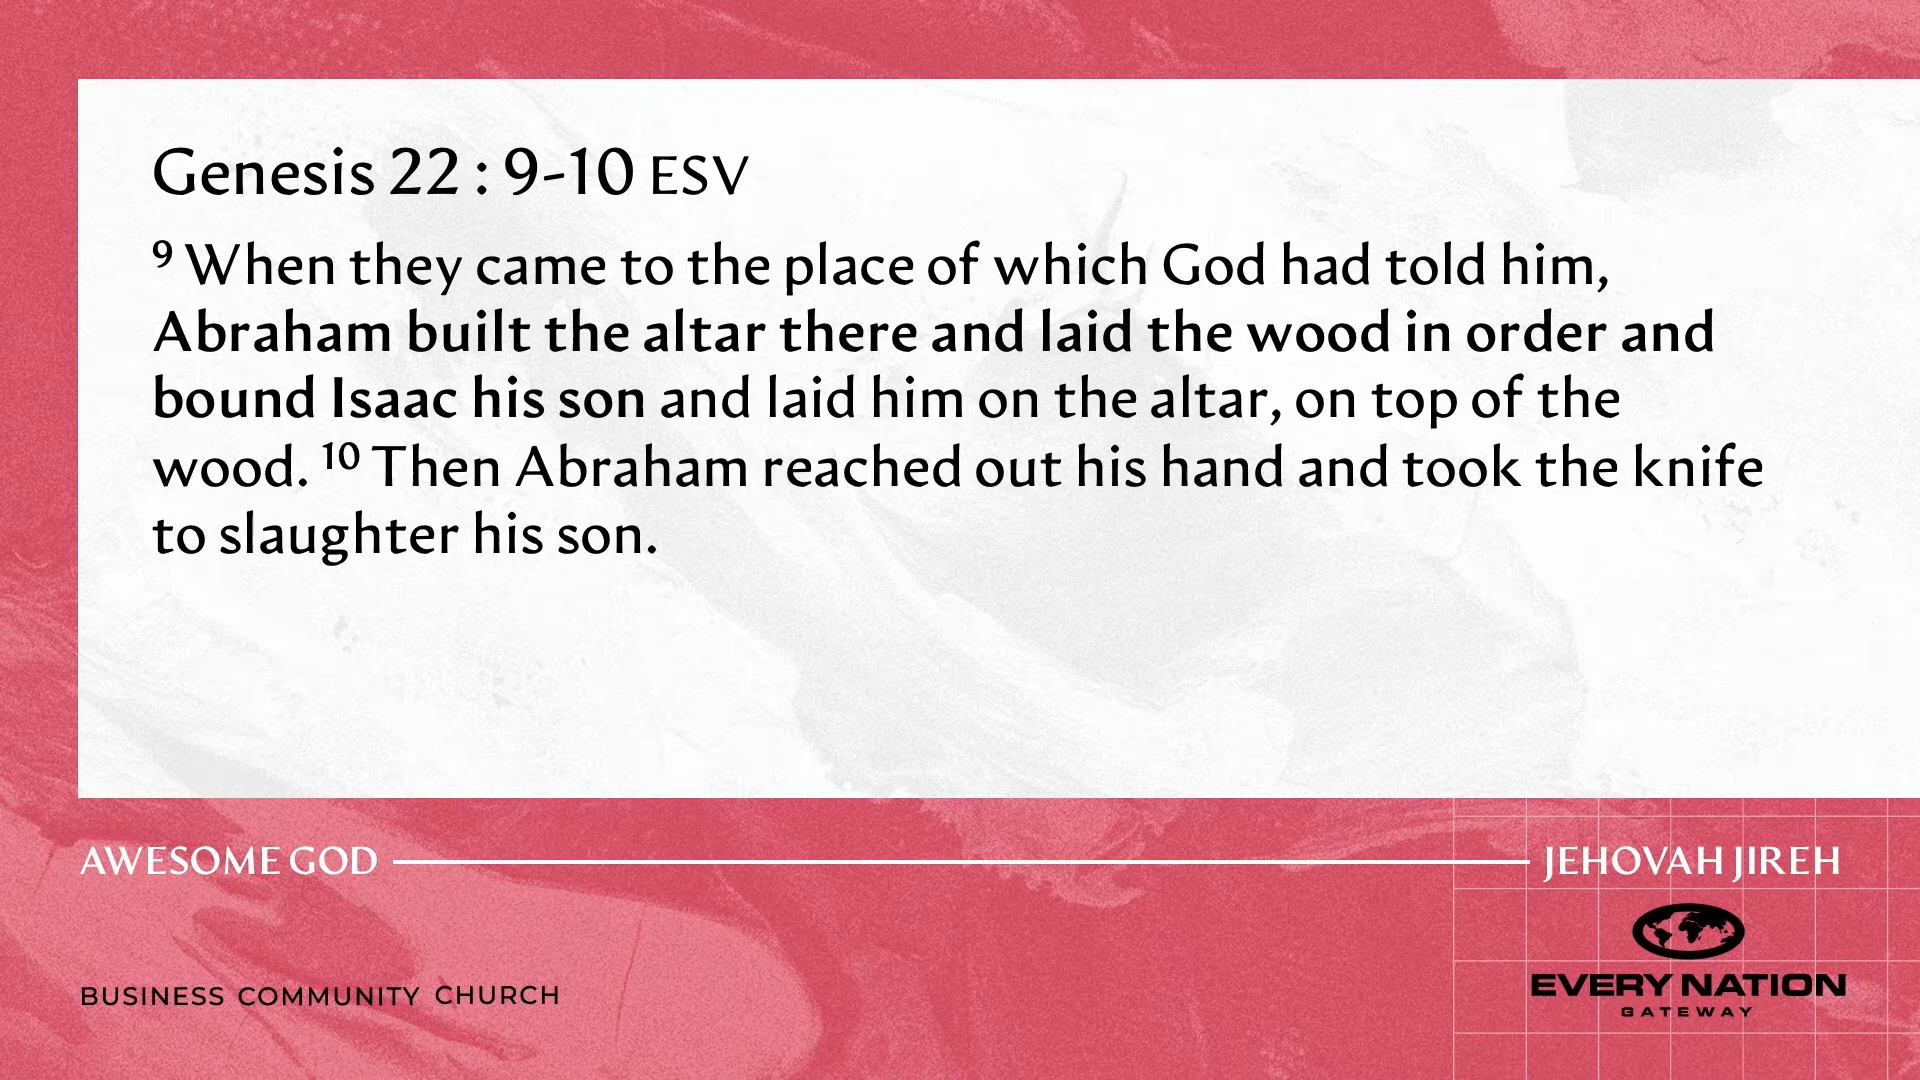 Genesis 22 : 9-10 ESV
⁹ When they came to the place of which God had told him,
Abraham built the altar there and laid the wood in order and
bound Isaac his son and laid him on the altar, on top of the
wood. ¹⁰ Then Abraham reached out his hand and took the knife
to slaughter his son.
AWESOME GOD
JEHOVAH JIREH
BUSINESS COMMUNITY CHURCH
EVERY NATION
GATEWAY